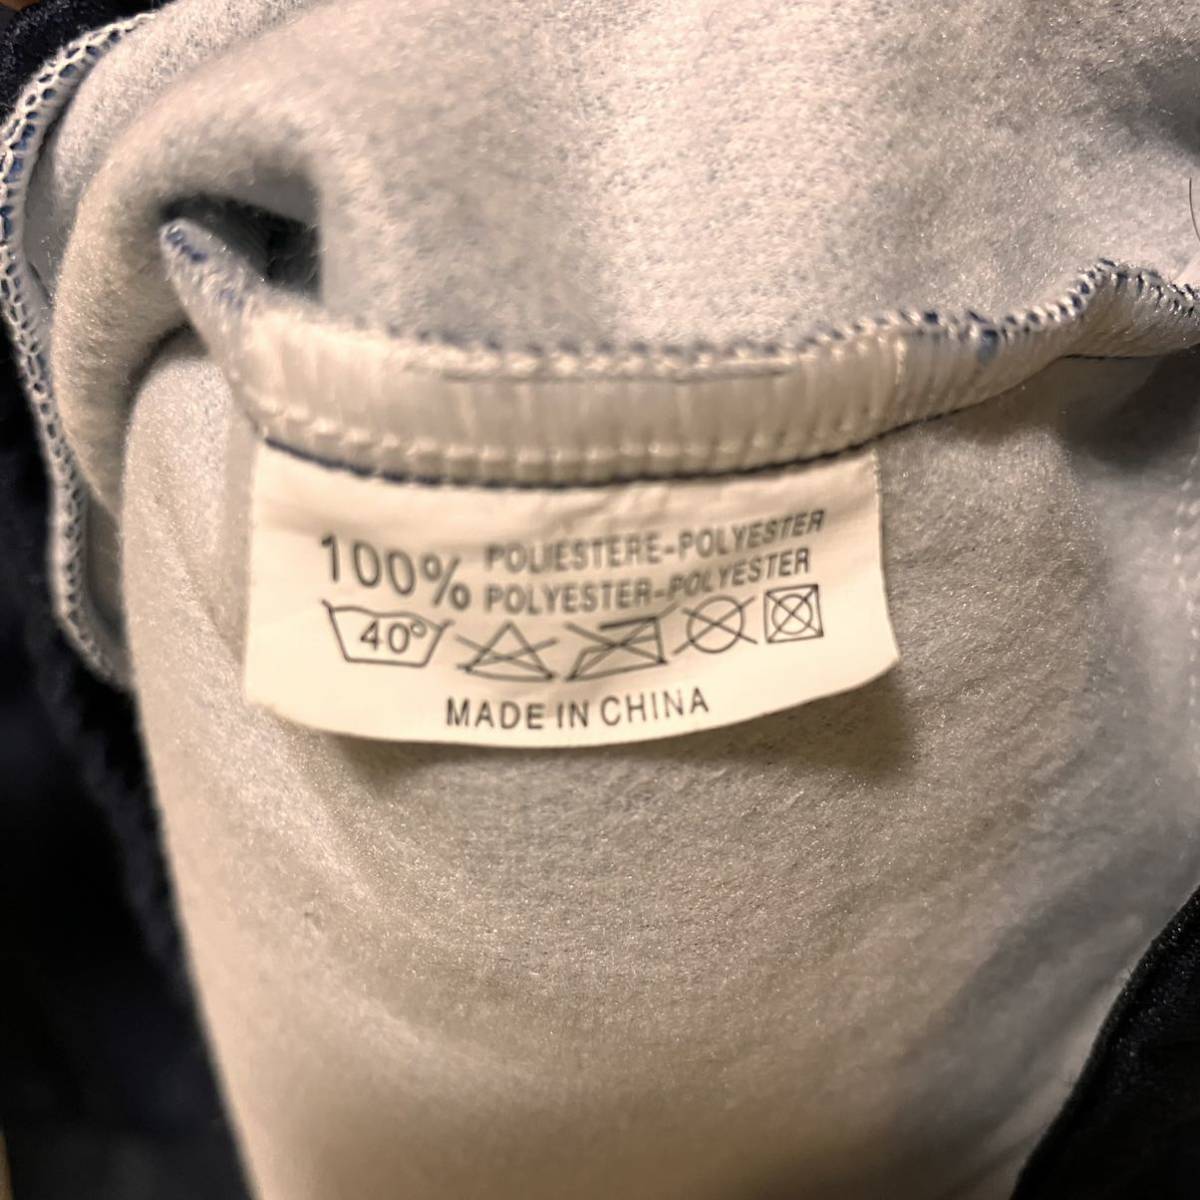 100% POLIESTERE-POLYESTER
POLYESTER-POLYESTER
40°
MADE IN CHINA